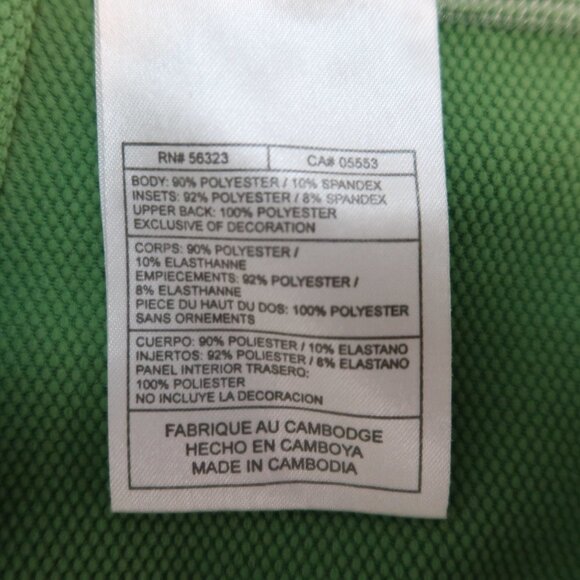 RN# 56323 CA# 05553
BODY: 90% POLYESTER / 10% SPANDEX
INSETS: 92% POLYESTER / 8% SPANDEX
UPPER BACK: 100% POLYESTER
EXCLUSIVE OF DECORATION
CORPS: 90% POLYESTER /
10% ELASTHANNE
EMPIECEMENTS: 92% POLYESTER /
8% ELASTHANNE
PIECE DU HAUT DU DOS: 100% POLYESTER
SANS ORNEMENTS
CUERPO: 90% POLIESTER / 10% ELASTANO
INJERTOS: 92% POLIESTER / 8% ELASTANO
PANEL INTERIOR TRASERO:
100% POLIESTER
NO INCLUYE LA DECORACION
FABRIQUE AU CAMBODGE
HECHO EN CAMBOYA
MADE IN CAMBODIA